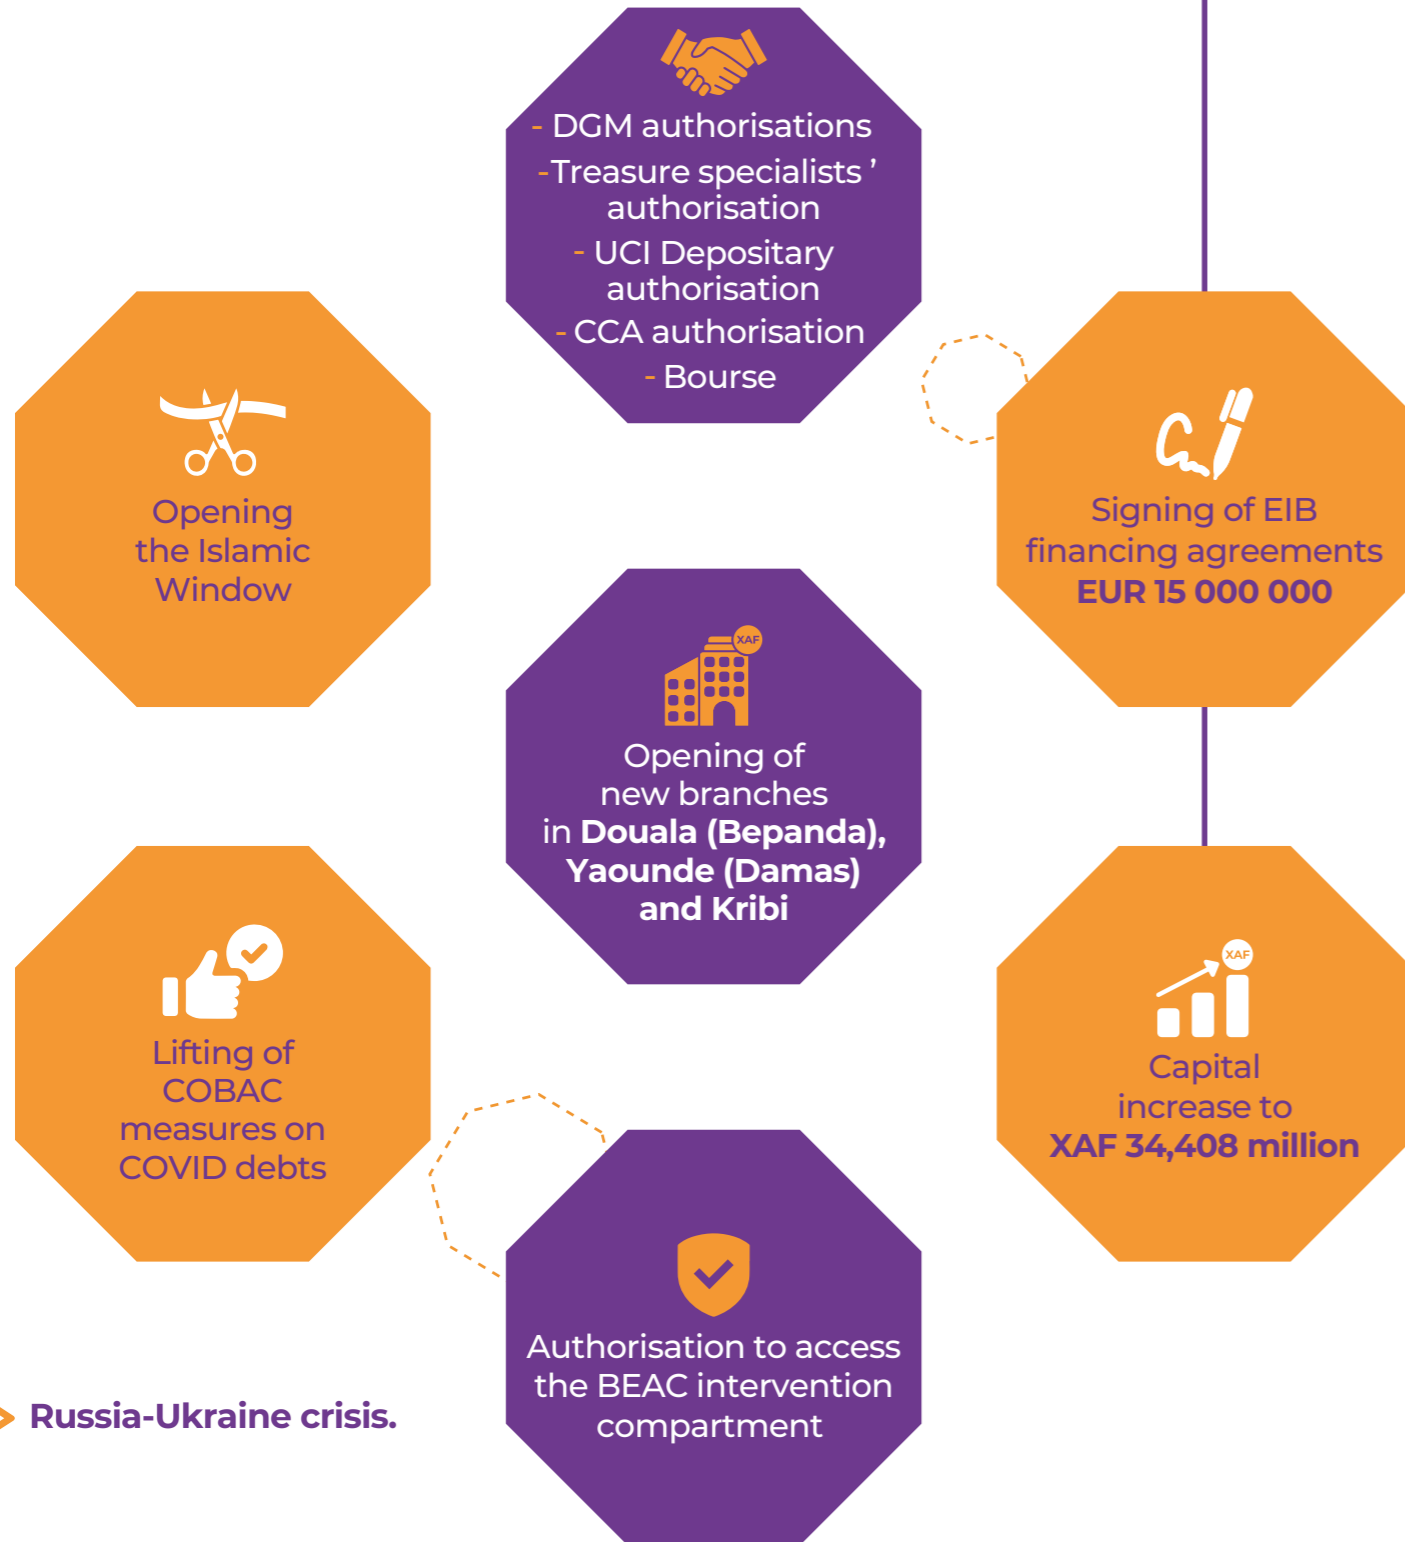 - DGM authorisations
-Treasure specialists ’
authorisation
- UCI Depositary
authorisation
- CCA authorisation
- Bourse
Opening
the Islamic
Window
Signing of EIB
financing agreements
EUR 15 000 000
XAF
Opening of
new branches
in Douala (Bepanda),
Yaounde (Damas)
and Kribi
Lifting of
COBAC
measures on
COVID debts
XAF
Capital
increase to
XAF 34,408 million
Authorisation to access
the BEAC intervention
compartment
Russia-Ukraine crisis.